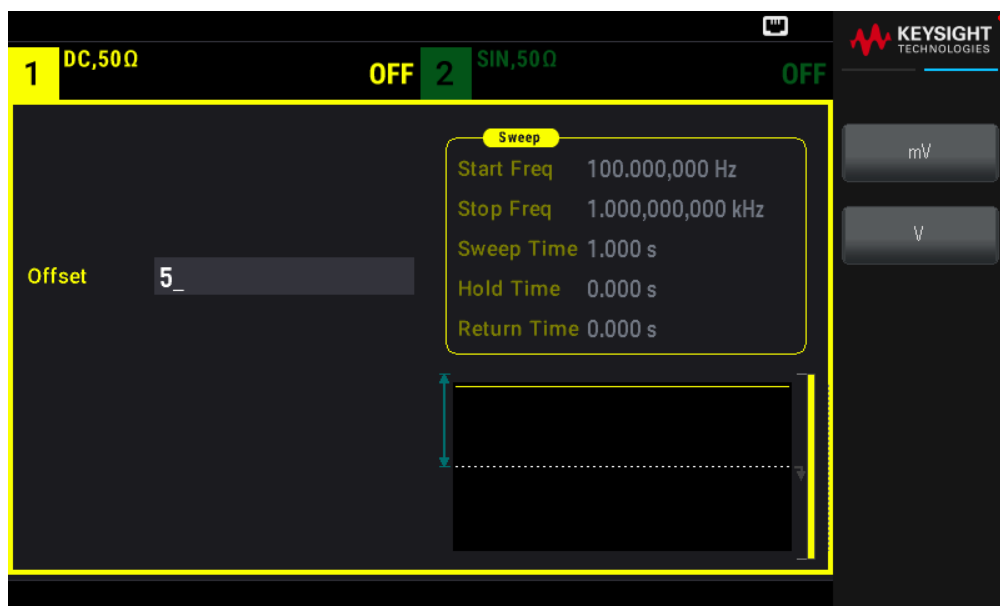 KEYSIGHT
TECHNOLOGIES
1 DC,50Ω OFF 2 SIN,50Ω OFF
Sweep
Start Freq 100.000,000 Hz
Stop Freq 1.000,000,000 kHz
Sweep Time 1.000 s
Hold Time 0.000 s
Return Time 0.000 s
Offset 5_
mV
V